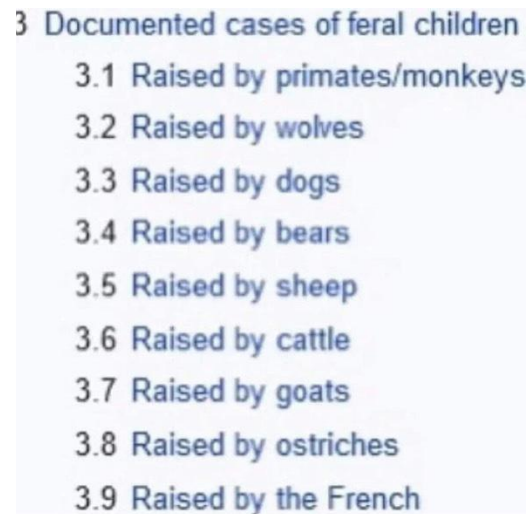 3 Documented cases of feral children
3.1 Raised by primates/monkeys
3.2 Raised by wolves
3.3 Raised by dogs
3.4 Raised by bears
3.5 Raised by sheep
3.6 Raised by cattle
3.7 Raised by goats
3.8 Raised by ostriches
3.9 Raised by the French